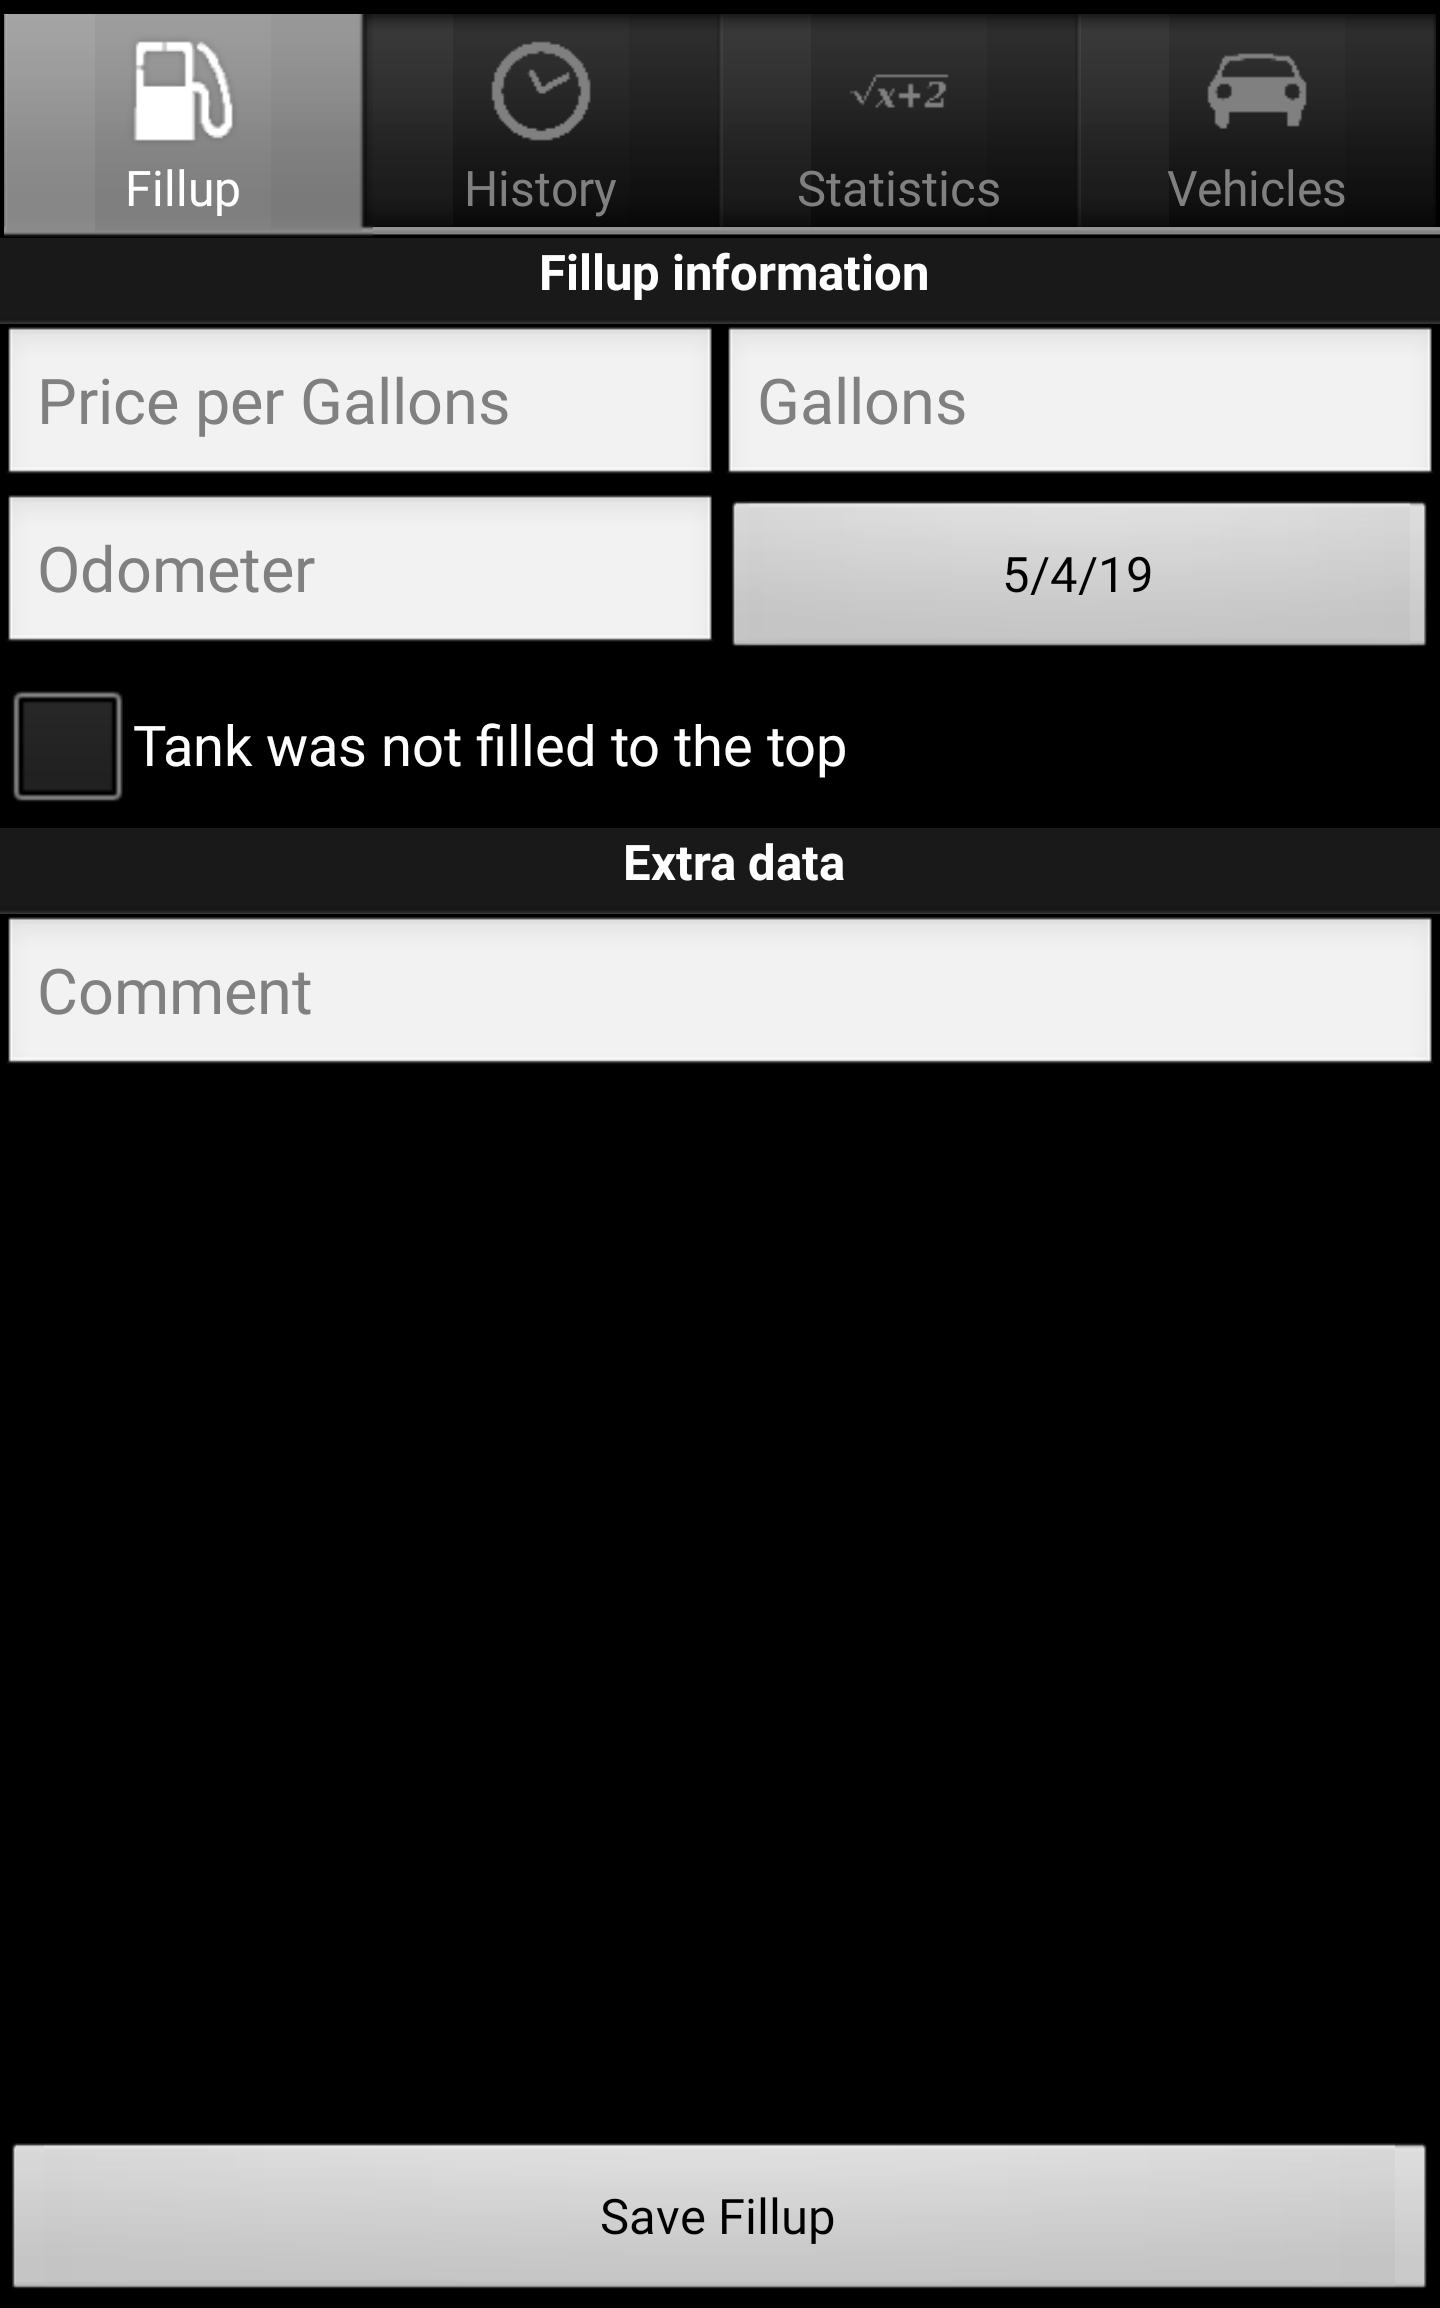 √x+2
Fillup
History
Statistics
Vehicles
Fillup information
Price per Gallons
Gallons
Odometer
5/4/19
Tank was not filled to the top
Extra data
Comment
Save Fillup